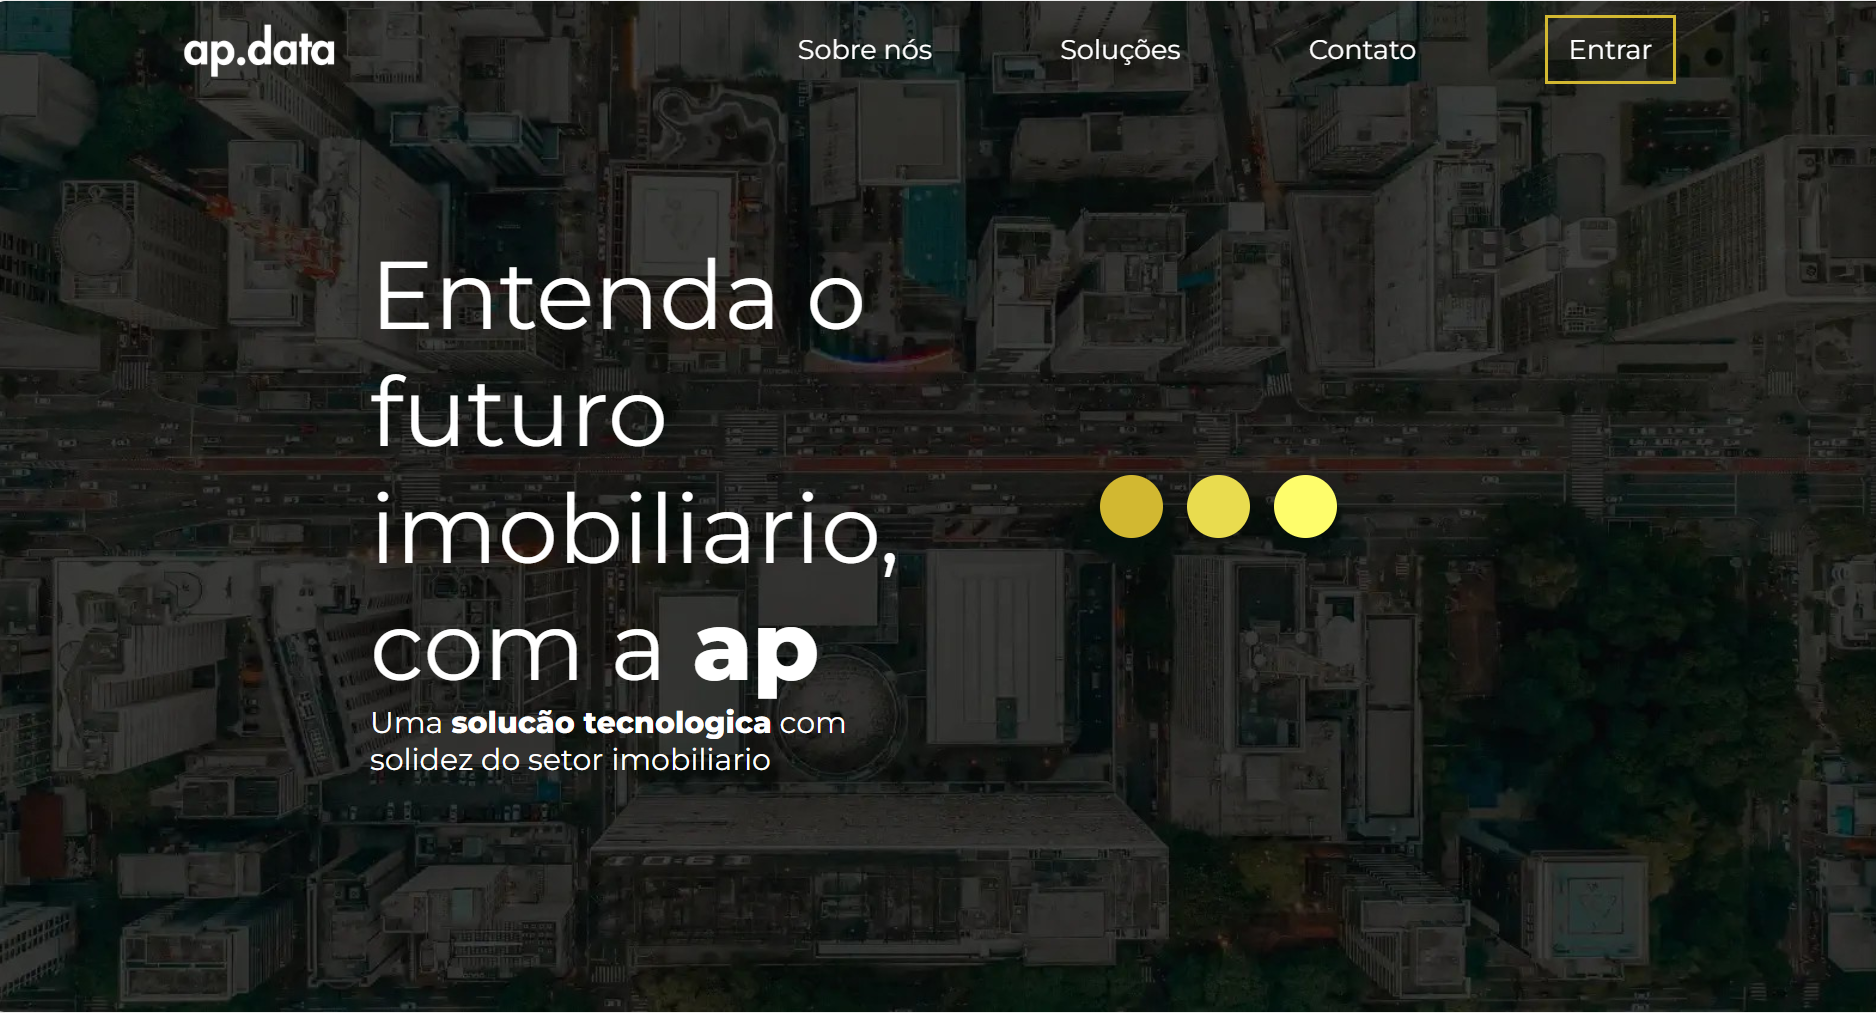 ap.data
Sobre nós
Soluções
Contato
Entrar
Entenda o
futuro
imobiliario,
com a ap
Uma solucão tecnologica com
solidez do setor imobiliario